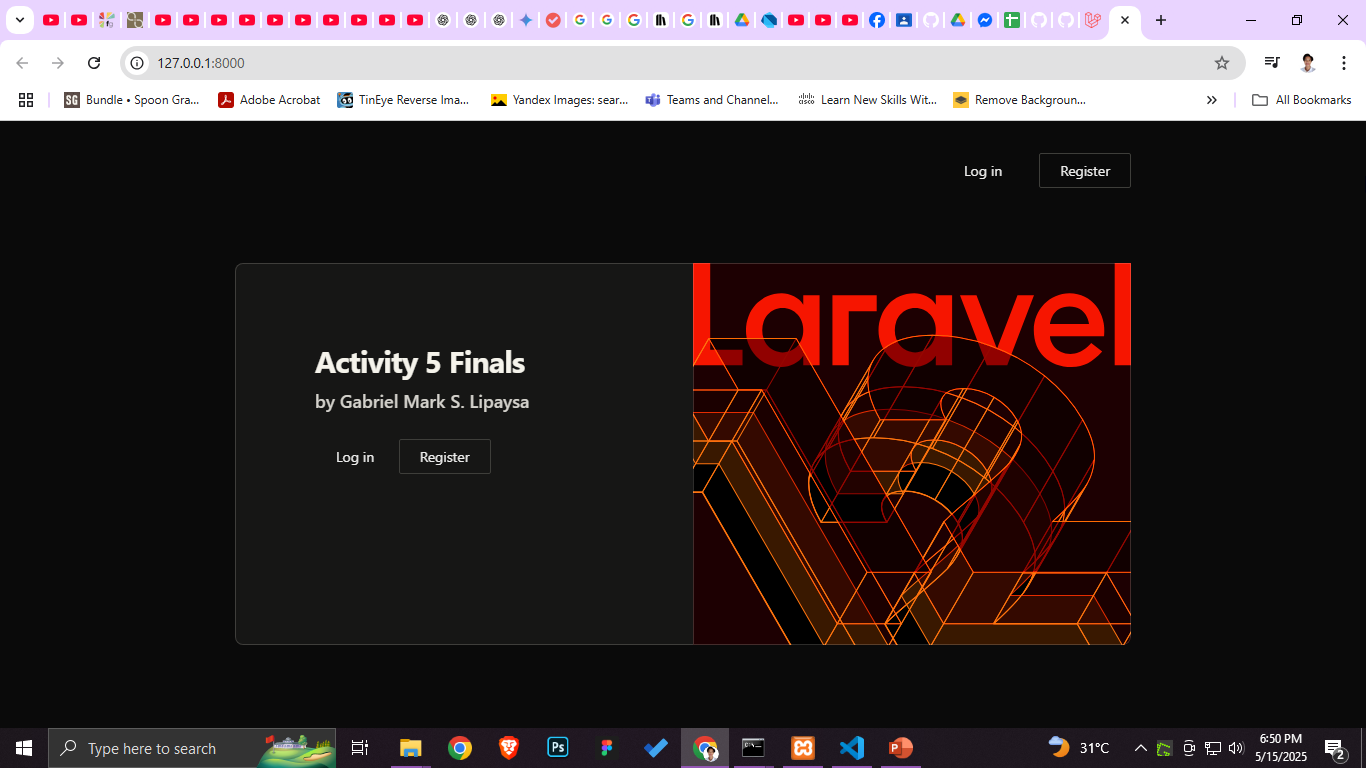 127.0.0.1:8000
Bundle • Spoon Gra...
Adobe Acrobat
TinEye Reverse Ima...
Yandex Images: sear...
Teams and Channel...
Learn New Skills Wit...
Remove Backgroun...
All Bookmarks
Log in
Register
Laravel
Activity 5 Finals
by Gabriel Mark S. Lipaysa
Log in
Register
Type here to search
31°C
6:50 PM
5/15/2025
2